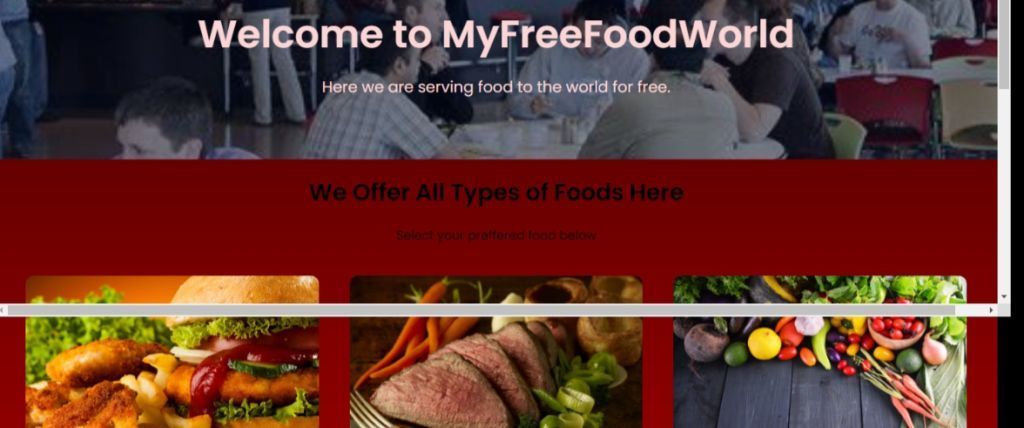 Welcome to MyFreeFoodWorld
Here we are serving food to the world for free.
We Offer All Types of Foods Here
Select your preffered food below